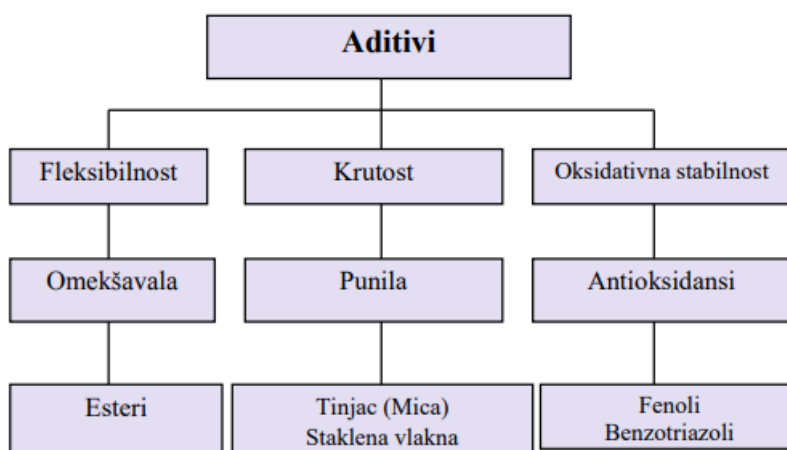 Aditivi
Fleksibilnost
Krutost
Oksidativna stabilnost
Omekšavala
Punila
Antioksidansi
Esteri
Tinjac (Mica)
Staklena vlakna
Fenoli
Benzotriazoli